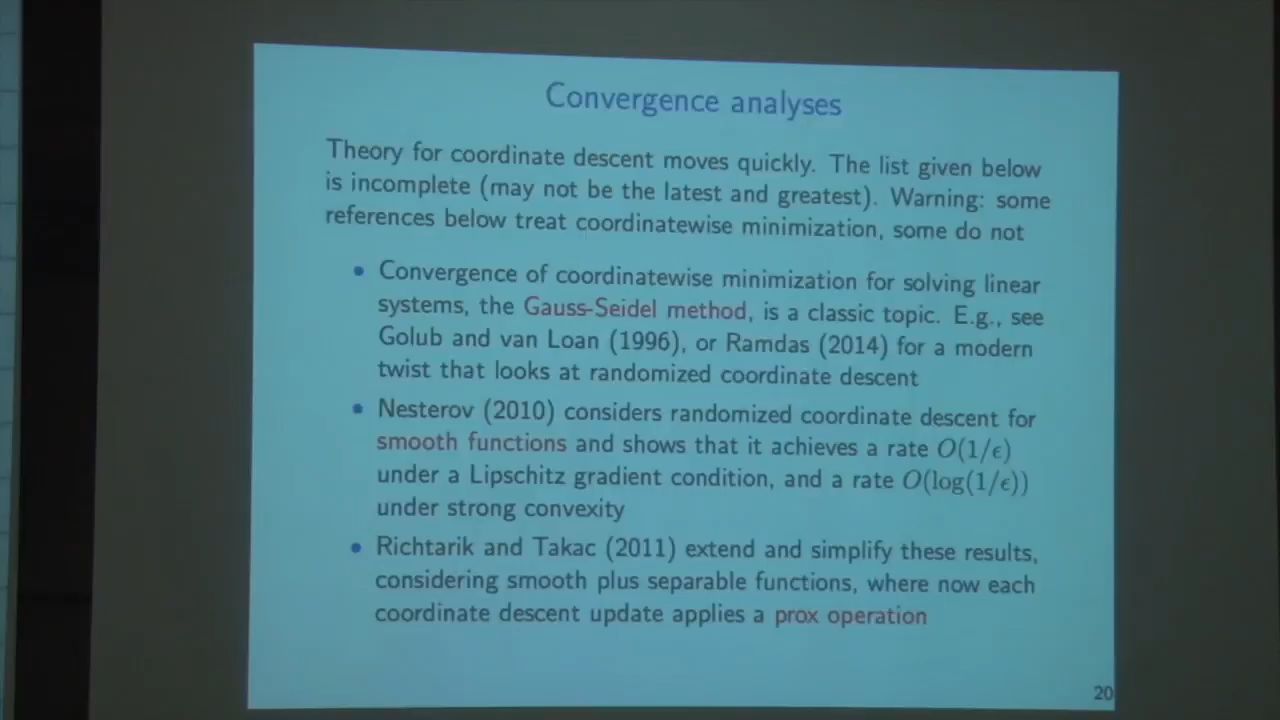 Convergence analyses
Theory for coordinate descent moves quickly. The list given below
is incomplete (may not be the latest and greatest). Warning: some
references below treat coordinatewise minimization, some do not
• Convergence of coordinatewise minimization for solving linear
systems, the Gauss-Seidel method, is a classic topic. E.g., see
Golub and van Loan (1996), or Ramdas (2014) for a modern
twist that looks at randomized coordinate descent
• Nesterov (2010) considers randomized coordinate descent for
smooth functions and shows that it achieves a rate O(1/ϵ)
under a Lipschitz gradient condition, and a rate O(log(1/ϵ))
under strong convexity
• Richtarik and Takac (2011) extend and simplify these results,
considering smooth plus separable functions, where now each
coordinate descent update applies a prox operation
20